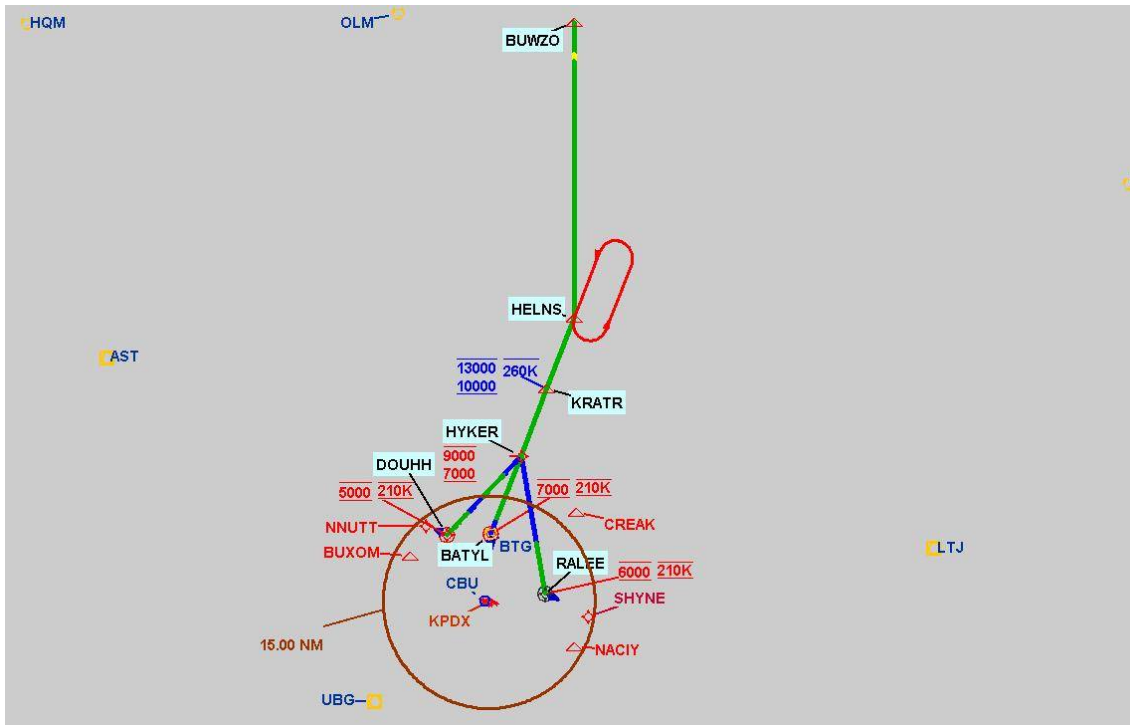 HQM
OLM
BUWZO
HELNS
AST
13000 260K
10000
KRATR
HYKER
9000
7000
DOUHH
5000 210K
7000 210K
NNUTT
CREAK
BUXOM
BATYL
BTG
RALEE
LTJ
6000 210K
CBU
SHYNE
KPDX
15.00 NM
NACIY
UBG